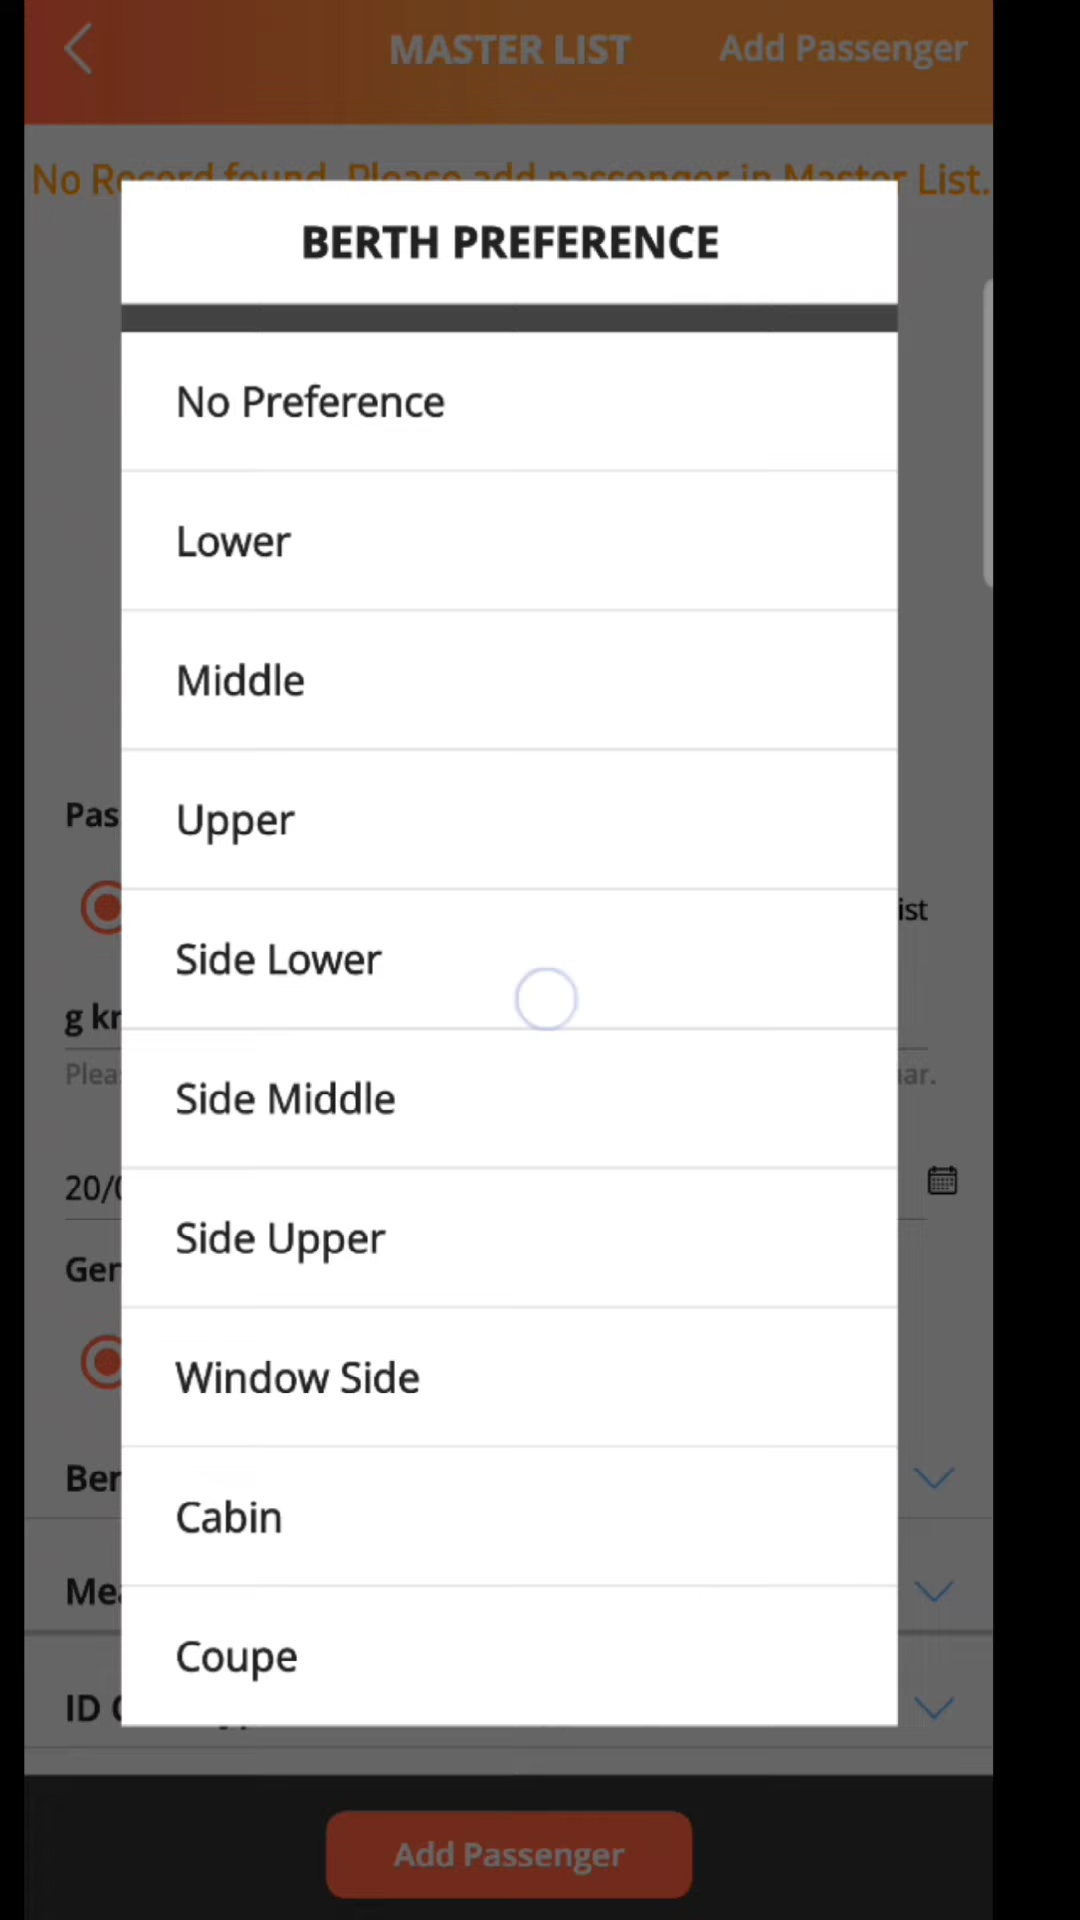 MASTER LIST Add Passenger
No Record found. Please add passenger in Master List.
BERTH PREFERENCE
No Preference
Lower
Middle
Upper
Side Lower
Side Middle
Side Upper
Window Side
Cabin
Coupe
Add Passenger